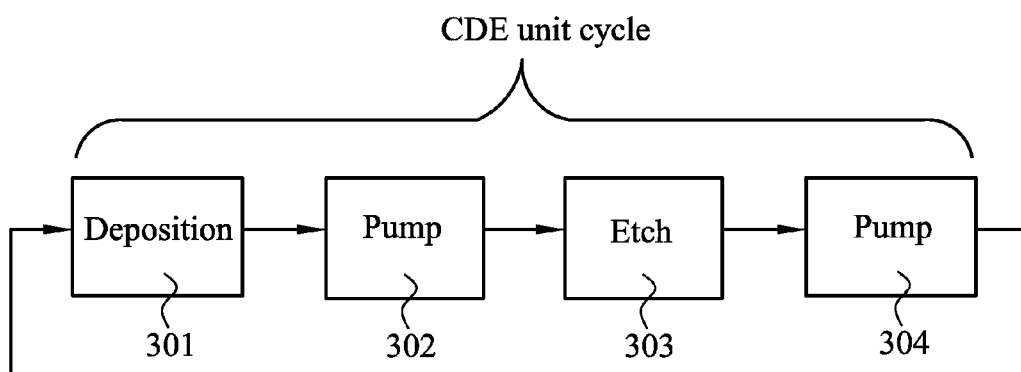 CDE unit cycle
Deposition
Pump
Etch
Pump
301
302
303
304